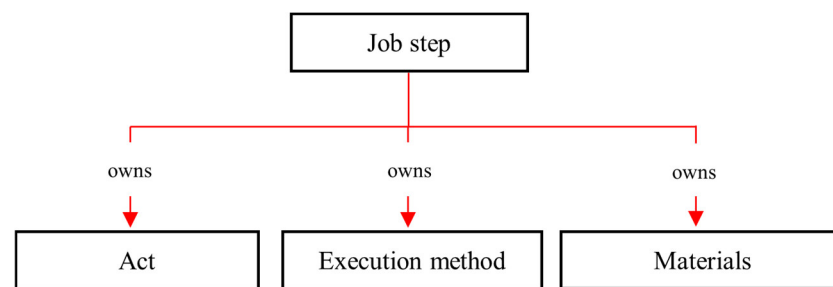 Job step
owns
owns
owns
Act
Execution method
Materials